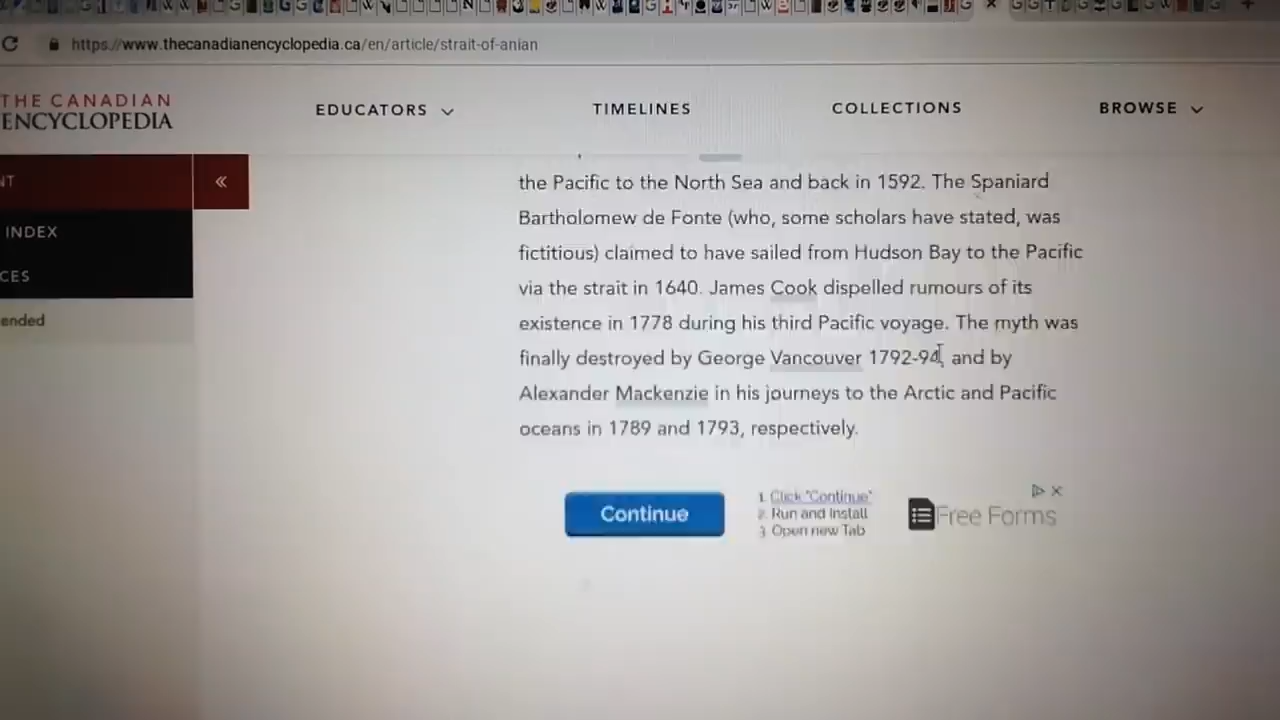 https://www.thecanadianencyclopedia.ca/en/article/strait-of-anian
THE CANADIAN
ENCYCLOPEDIA
EDUCATORS
TIMELINES
COLLECTIONS
BROWSE
NT
INDEX
CES
ended
the Pacific to the North Sea and back in 1592. The Spaniard
Bartholomew de Fonte (who, some scholars have stated, was
fictitious) claimed to have sailed from Hudson Bay to the Pacific
via the strait in 1640. James Cook dispelled rumours of its
existence in 1778 during his third Pacific voyage. The myth was
finally destroyed by George Vancouver 1792-94, and by
Alexander Mackenzie in his journeys to the Arctic and Pacific
oceans in 1789 and 1793, respectively.
Continue
1. Click "Continue"
2. Run and Install
3. Open new Tab
Free Forms